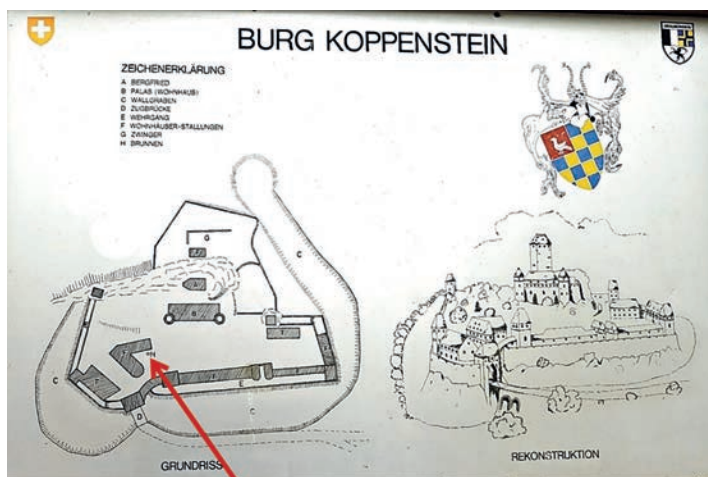 BURG KOPPENSTEIN
ZEICHENERKLÄRUNG
A BERGFRIED
B PALAS (WOHNHAUS)
C WALLGRABEN
D ZUGBRÜCKE
E WEHRGANG
F WOHNHÄUSER-STALLUNGEN
G ZWINGER
H BRUNNEN
G
C
B
F
H
C
F
F
E
D
C
GRUNDRISS
REKONSTRUKTION